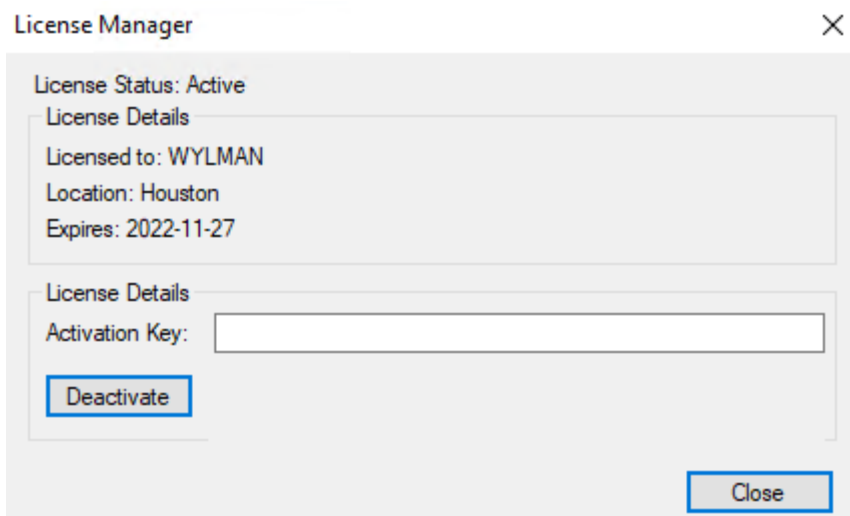 License Manager
License Status: Active
License Details
Licensed to: WYLMAN
Location: Houston
Expires: 2022-11-27
License Details
Activation Key:
Deactivate
Close